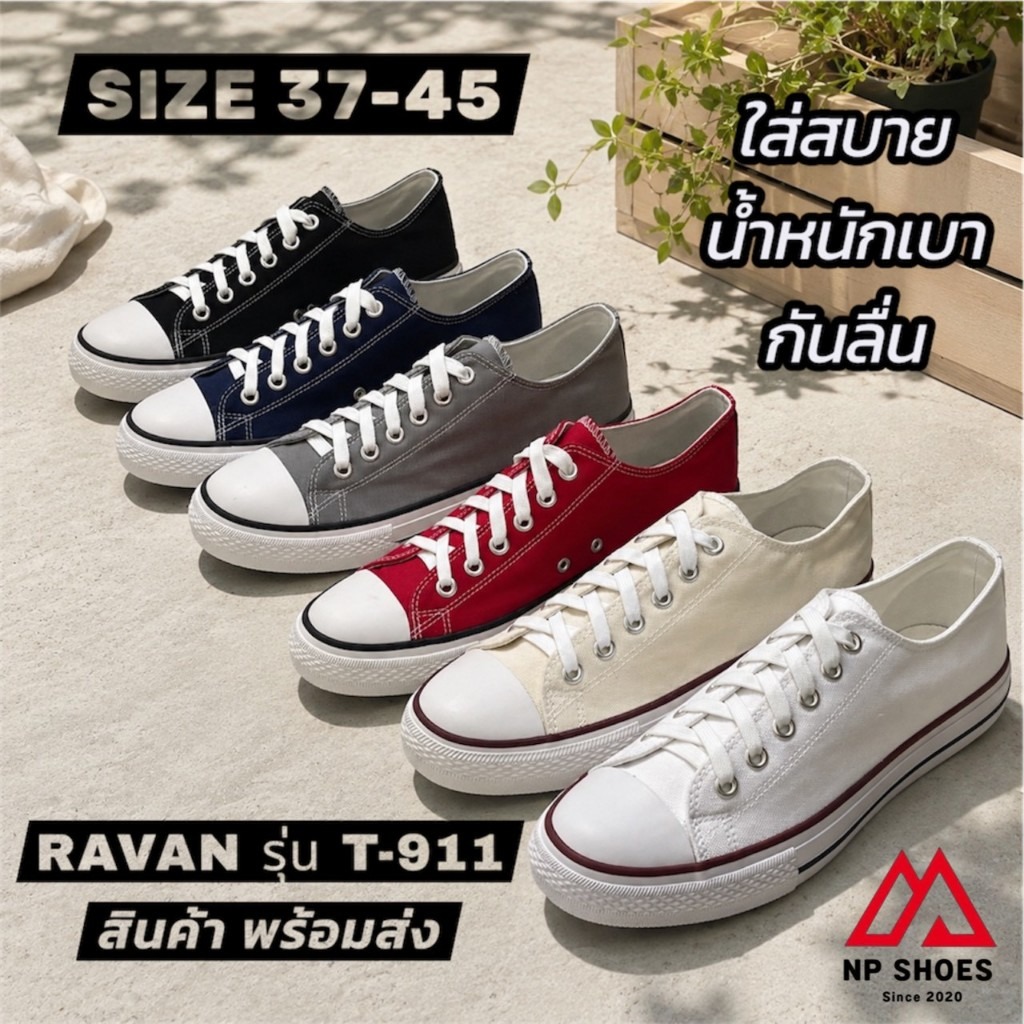 SIZE 37-45
ใส่สบาย
น้ำหนักเบา
กันลื่น
RAVAN รุ่น T-911
สินค้า พร้อมส่ง
NP SHOES
Since 2020